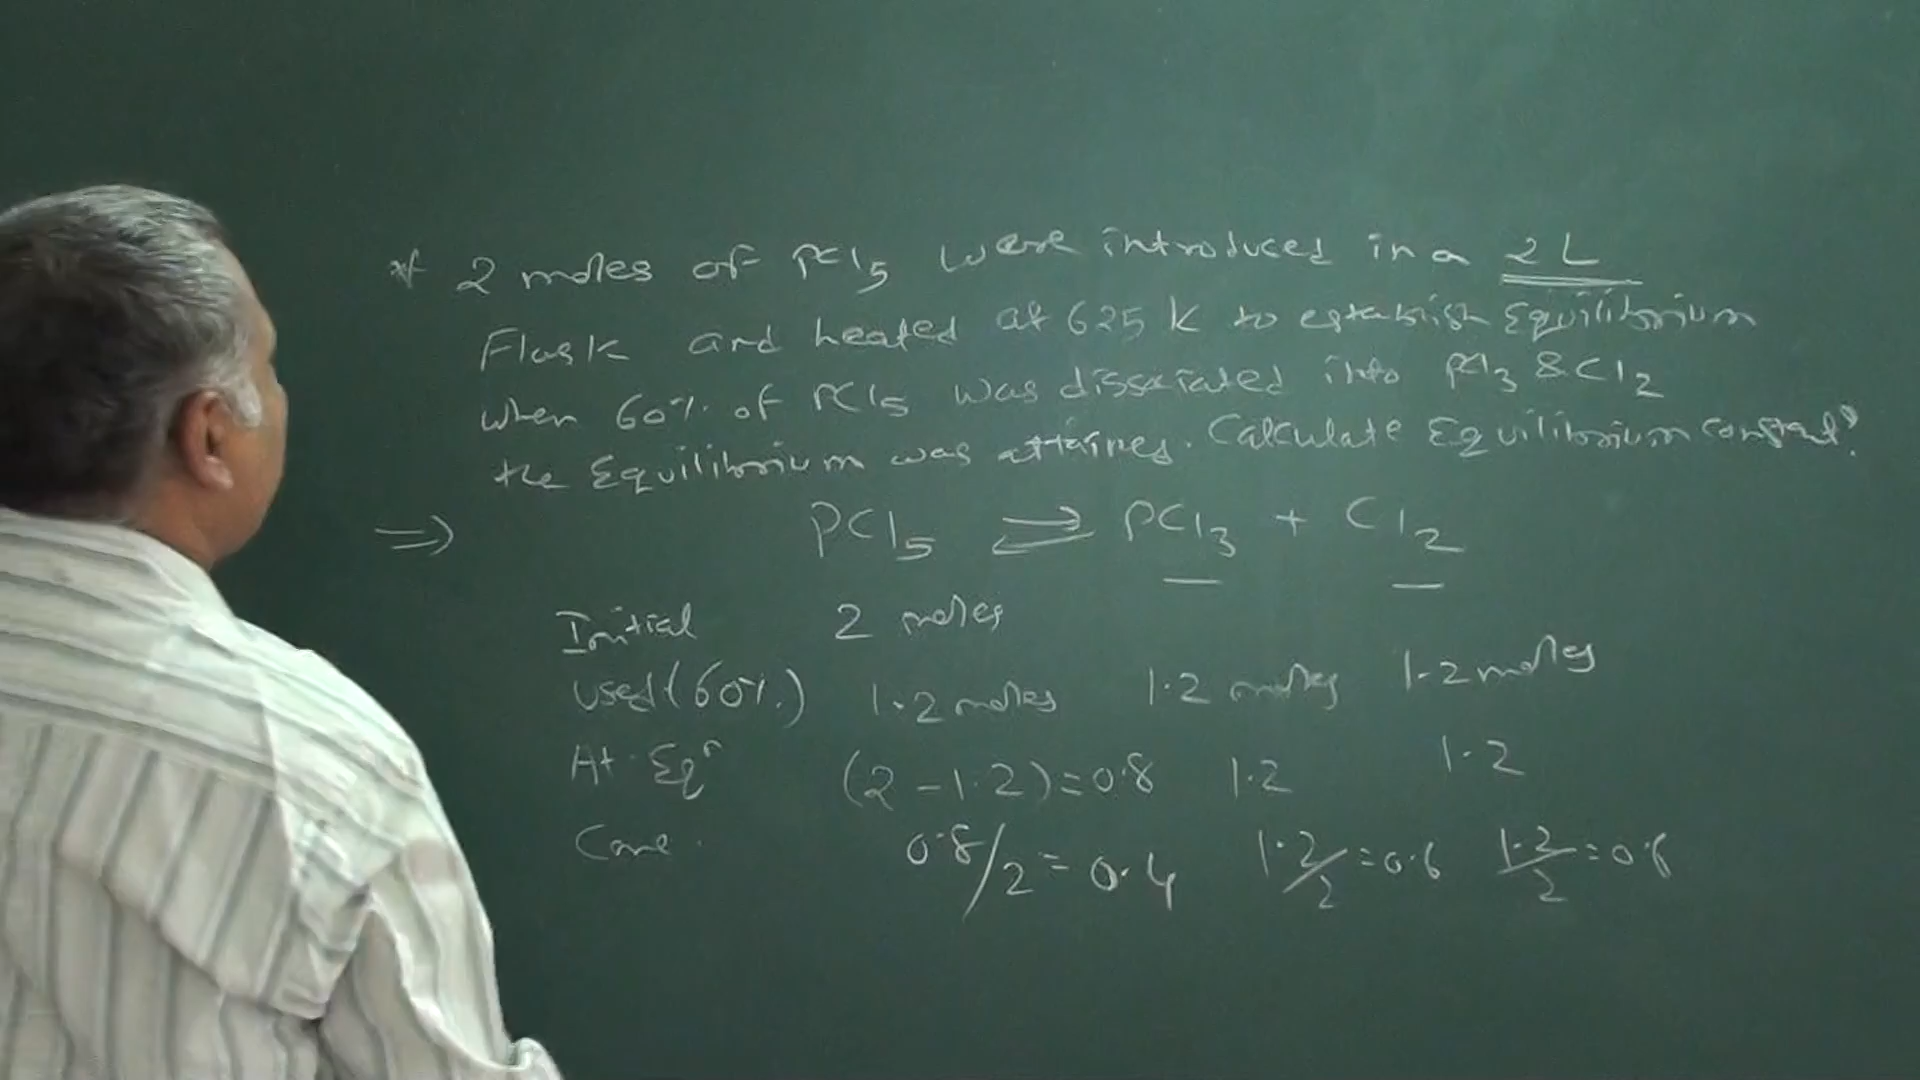 * 2 moles of PCl5 were introduced in a 2 L
Flask and heated at 625 K to establish Equilibrium
when 60% of PCl5 was dissociated into PCl3 & Cl2
the Equilibrium was attained. Calculate Equilibrium constant?
⇒ PCl5 ⇌ PCl3 + Cl2
Initial 2 moles
used (60%) 1.2 moles 1.2 moles 1.2 moles
At Eqn (2 - 1.2) = 0.8 1.2 1.2
Conc. 0.8/2 = 0.4 1.2/2 = 0.6 1.2/2 = 0.6